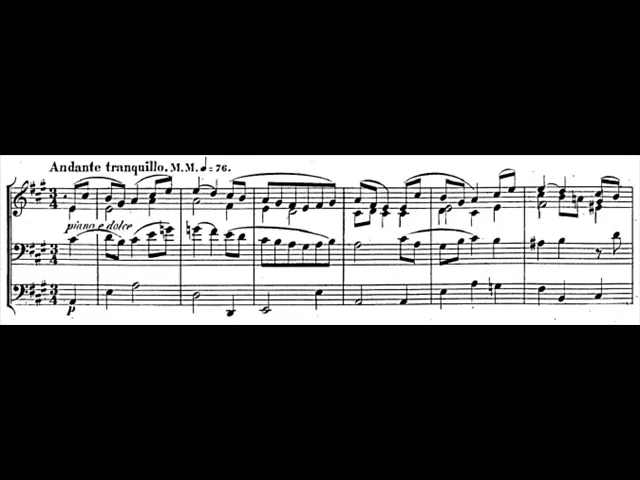 Andante tranquillo. M.M. ♩=76.
piano e dolce
p